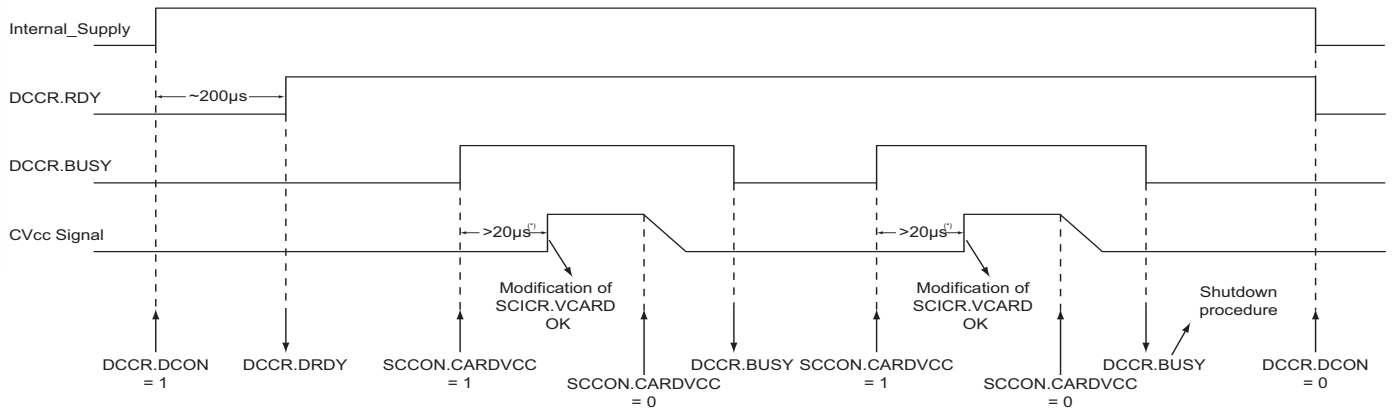 Internal_Supply
DCCR.RDY
~200µs
DCCR.BUSY
CVcc Signal
>20µs(*)
>20µs(*)
Modification of
SCICR.VCARD
OK
Modification of
SCICR.VCARD
OK
Shutdown
procedure
DCCR.DCON
= 1
DCCR.DRDY
SCCON.CARDVCC
= 1
SCCON.CARDVCC
= 0
DCCR.BUSY
SCCON.CARDVCC
= 1
SCCON.CARDVCC
= 0
DCCR.BUSY
DCCR.DCON
= 0